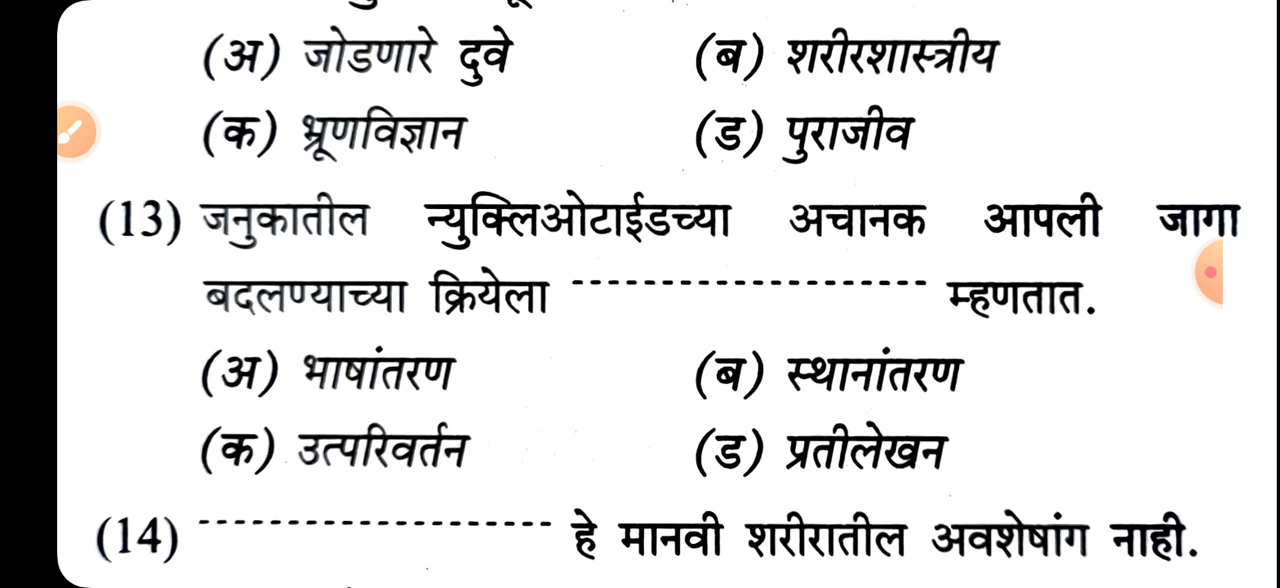 (अ) जोडणारे दुवे (ब) शरीरशास्त्रीय
(क) भ्रूणविज्ञान (ड) पुराजीव
(13) जनुकातील न्युक्लिओटाईडच्या अचानक आपली जागा
बदलण्याच्या क्रियेला -------------------- म्हणतात.
(अ) भाषांतरण (ब) स्थानांतरण
(क) उत्परिवर्तन (ड) प्रतीलेखन
(14) -------------------- हे मानवी शरीरातील अवशेषांग नाही.